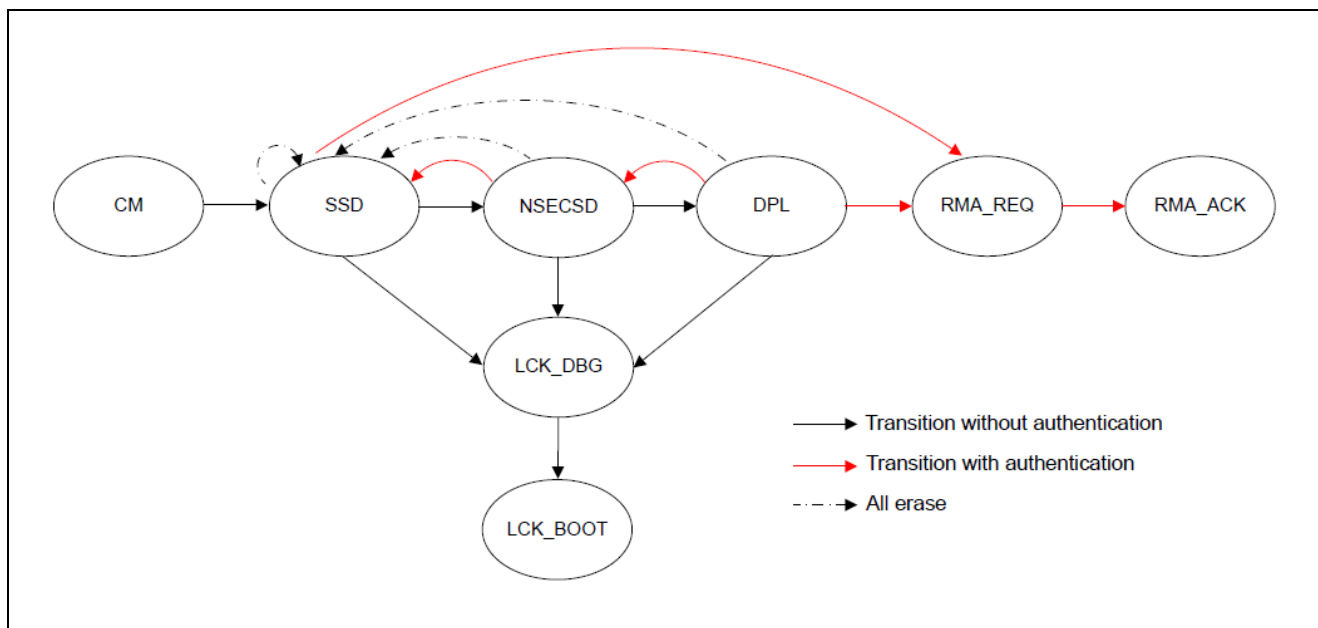 CM
SSD
NSECSD
DPL
RMA_REQ
RMA_ACK
LCK_DBG
LCK_BOOT
Transition without authentication
Transition with authentication
All erase